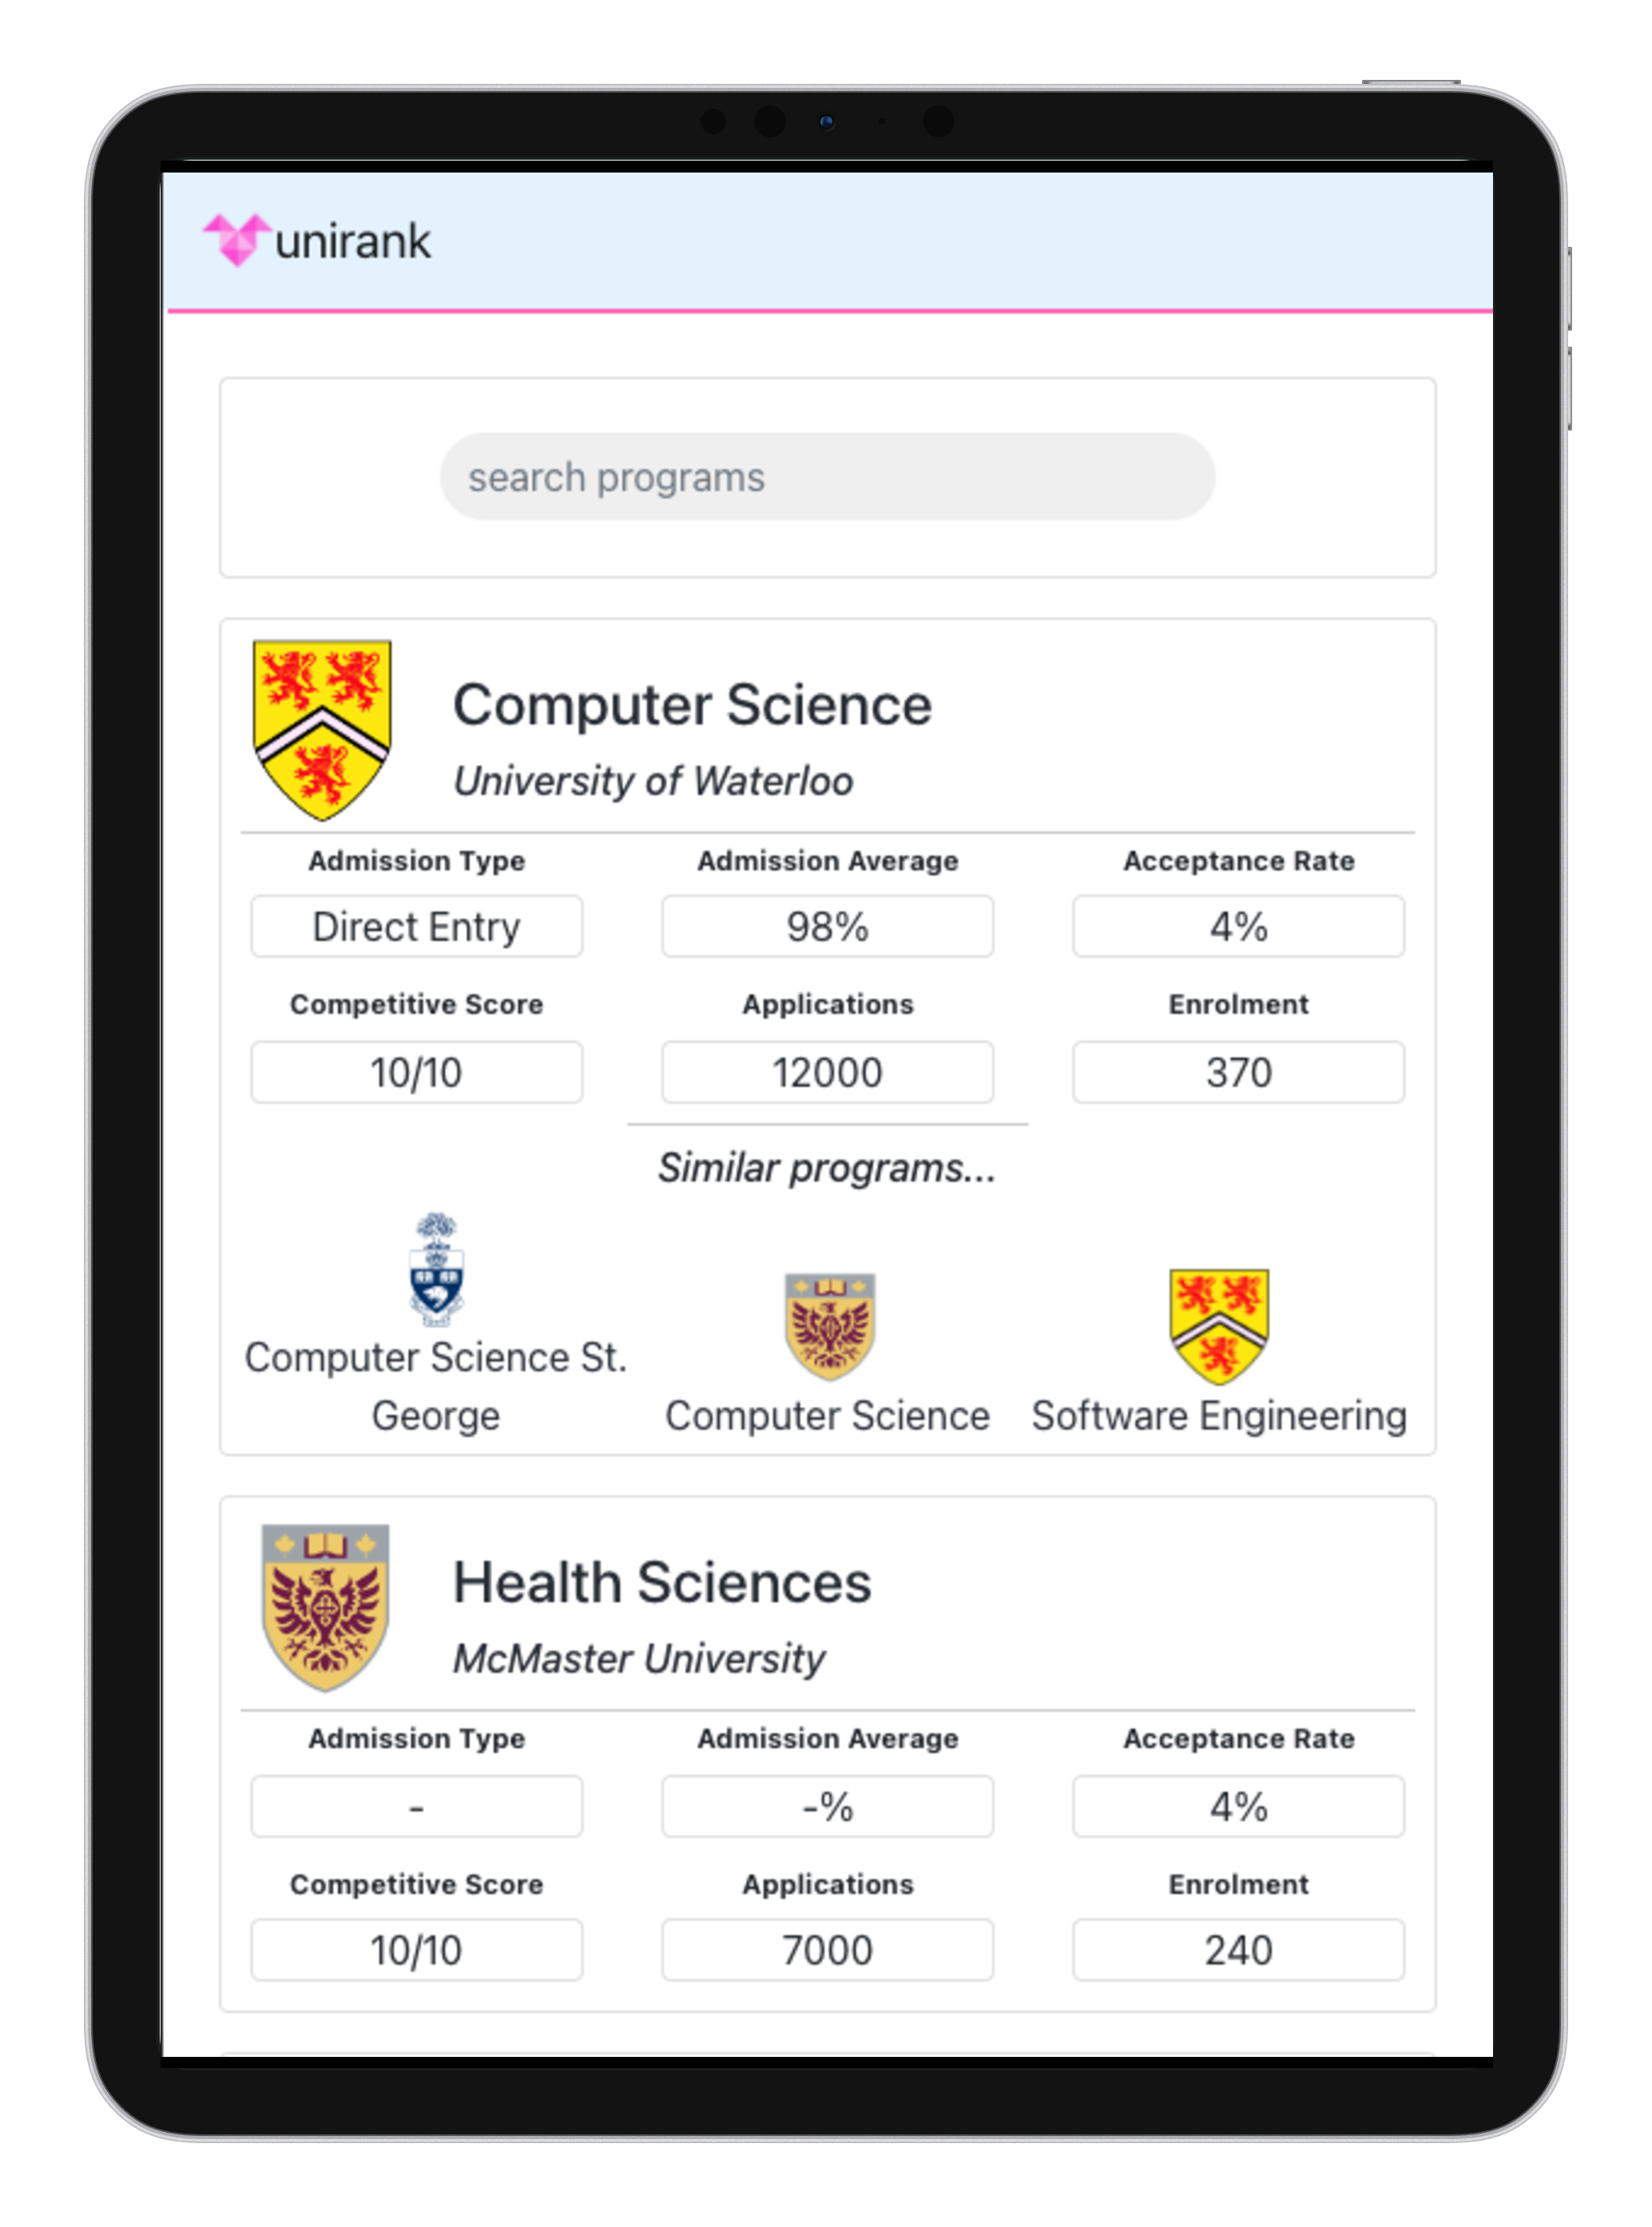 unirank
search programs
Computer Science
University of Waterloo
Admission Type Admission Average Acceptance Rate
Direct Entry 98% 4%
Competitive Score Applications Enrolment
10/10 12000 370
Similar programs...
Computer Science St.
George Computer Science Software Engineering
Health Sciences
McMaster University
Admission Type Admission Average Acceptance Rate
- -% 4%
Competitive Score Applications Enrolment
10/10 7000 240